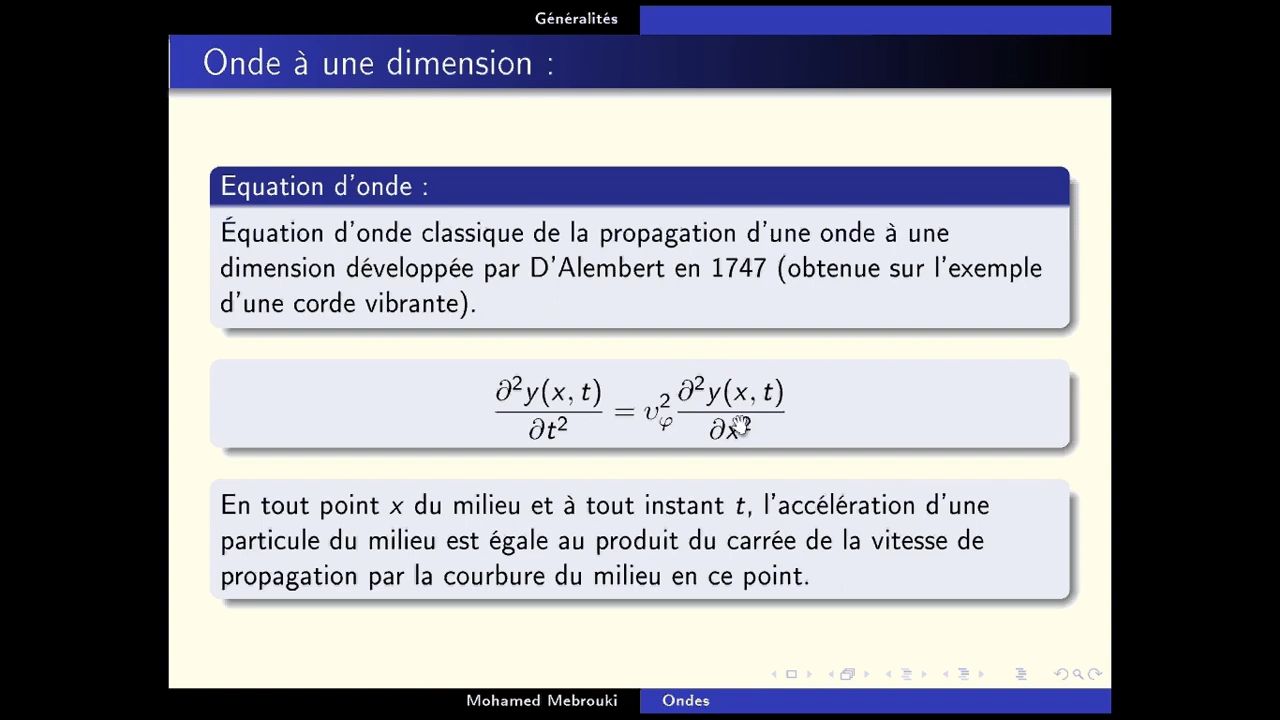 Généralités
Onde à une dimension :
Equation d'onde :
Équation d'onde classique de la propagation d'une onde à une
dimension développée par D'Alembert en 1747 (obtenue sur l'exemple
d'une corde vibrante).
∂²y(x, t)/∂t² = υ²_φ ∂²y(x, t)/∂x²
En tout point x du milieu et à tout instant t, l'accélération d'une
particule du milieu est égale au produit du carrée de la vitesse de
propagation par la courbure du milieu en ce point.
Mohamed Mebrouki
Ondes